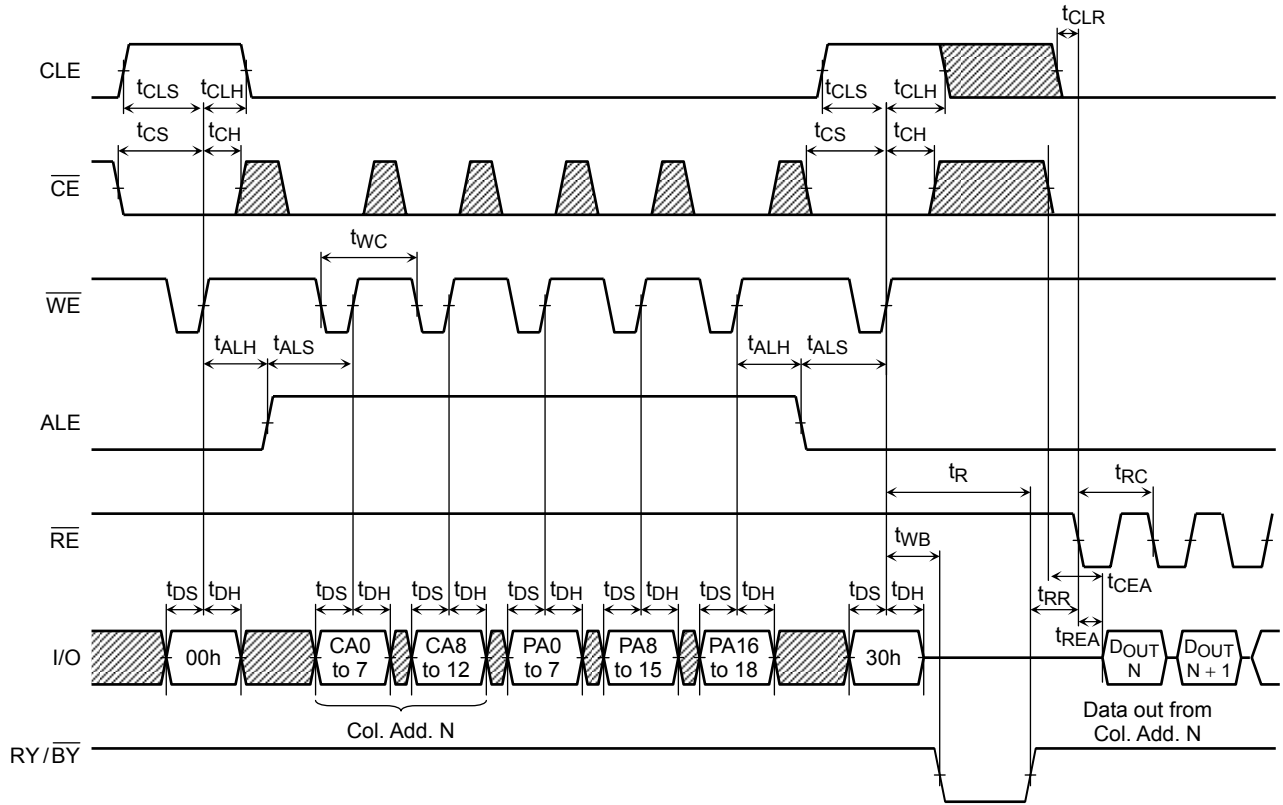 tCLR
CLE
tCLS tCLH tCLS tCLH
tCS tCH tCS tCH
CE
tWC
WE
tALH tALS tALH tALS
ALE
tR tRC
RE
tWB
tCEA
tDS tDH tDS tDH tDS tDH tDS tDH tDS tDH tDS tDH tDS tDH tRR
tREA
I/O 00h CA0 to 7 CA8 to 12 PA0 to 7 PA8 to 15 PA16 to 18 30h DOUT N DOUT N + 1
Col. Add. N
Data out from
Col. Add. N
RY/BY